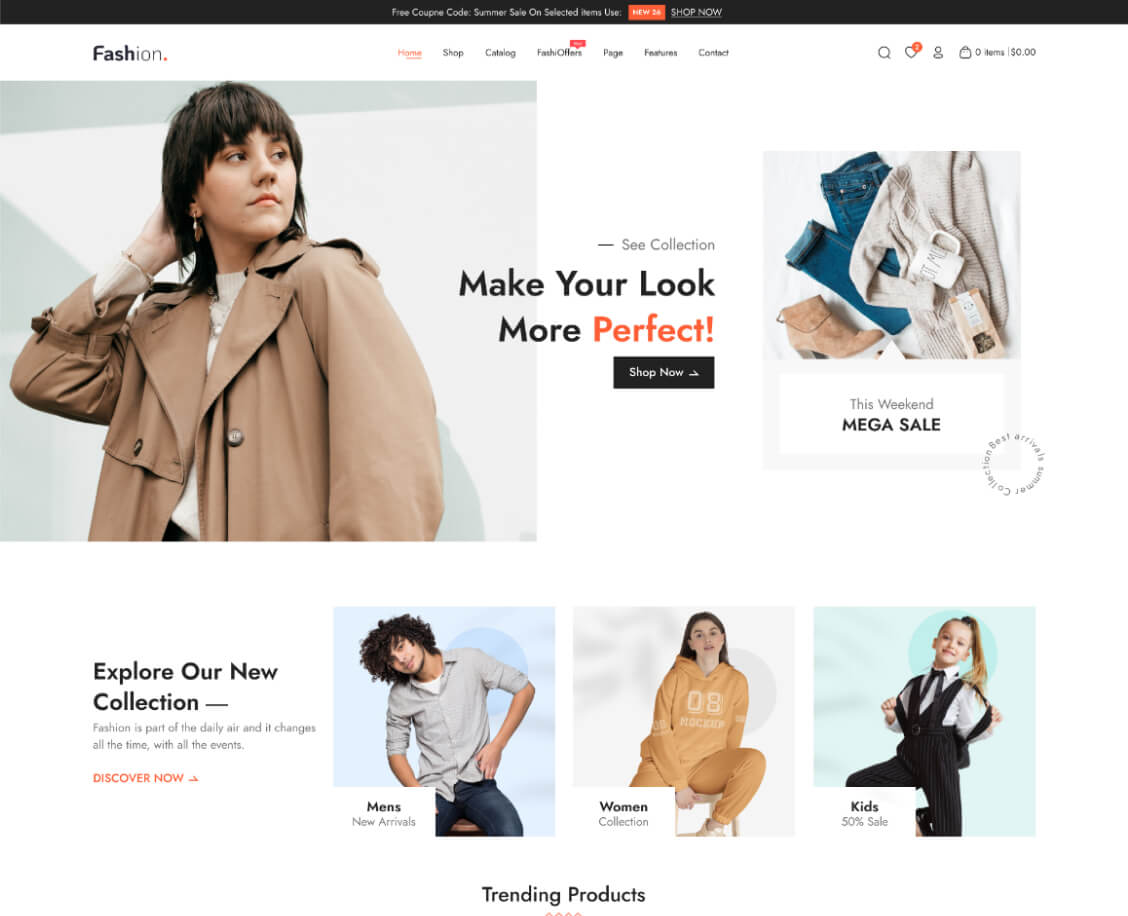 Free Coupne Code: Summer Sale On Selected items Use: NEW 26 SHOP NOW
Fashion.
Home Shop Catalog FashiOffers Page Features Contact
2
0 items | $0.00
— See Collection
Make Your Look
More Perfect!
Shop Now
This Weekend
MEGA SALE
Best arrivals summer Collection
Explore Our New
Collection —
Fashion is part of the daily air and it changes
all the time, with all the events.
DISCOVER NOW
08
MOCKUP
Mens
New Arrivals
Women
Collection
Kids
50% Sale
Trending Products